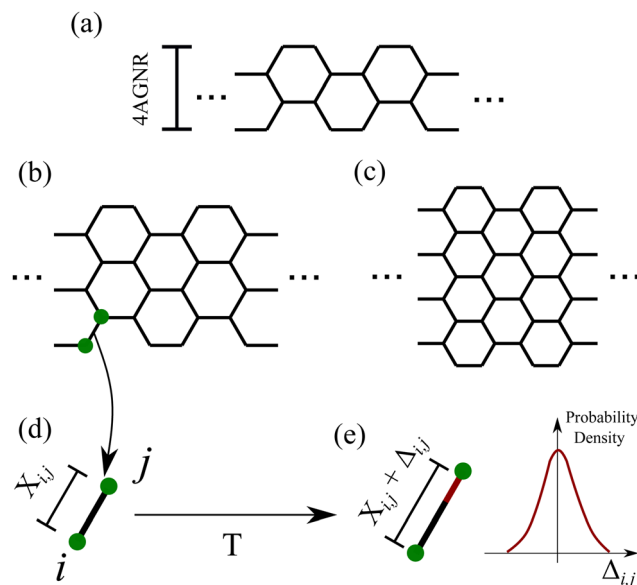 (a)
4AGNR
... ...
(b)
(c)
... ... ... ...
(d)
(e)
Probability
Density
X_{i,j}
j
i
T
X_{i,j} + Δ_{i,j}
Δ_{i,j}